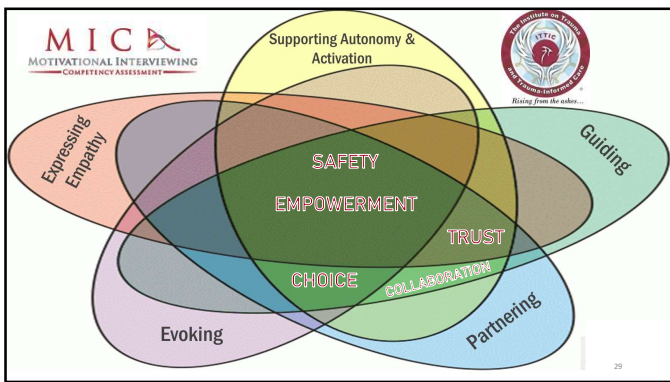 MICA
MOTIVATIONAL INTERVIEWING
COMPETENCY ASSESSMENT
Supporting Autonomy &
Activation
The Institute on Trauma
and Trauma-Informed Care
ITTIC
Rising from the ashes...
Expressing
Empathy
Guiding
SAFETY
EMPOWERMENT
TRUST
CHOICE
COLLABORATION
Evoking
Partnering
29